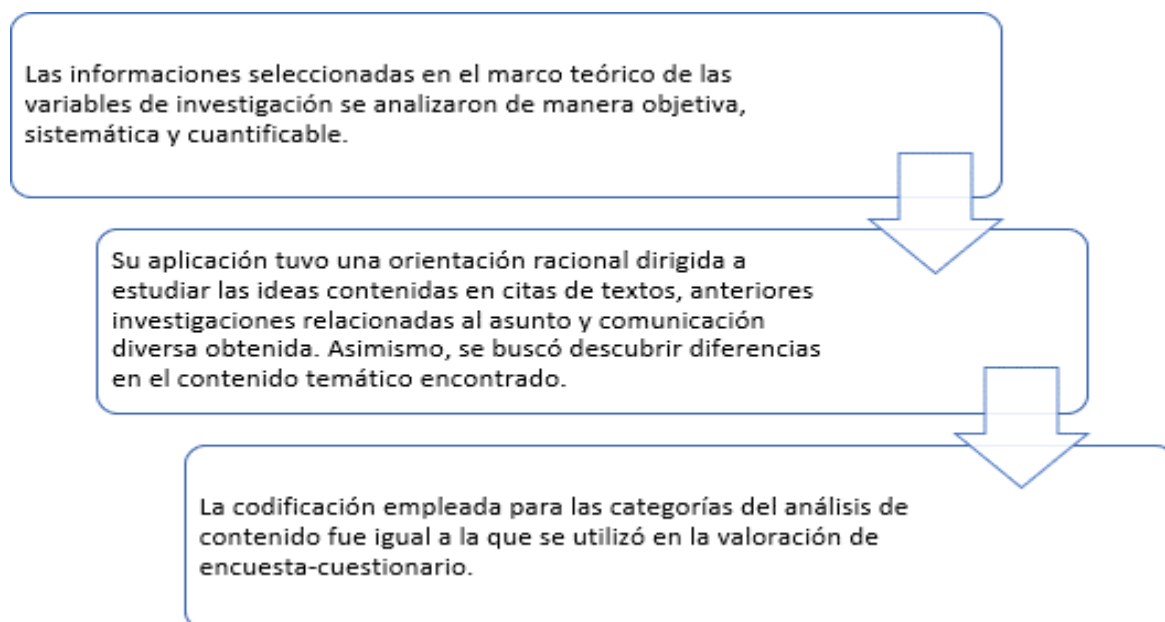 Las informaciones seleccionadas en el marco teórico de las
variables de investigación se analizaron de manera objetiva,
sistemática y cuantificable.
Su aplicación tuvo una orientación racional dirigida a
estudiar las ideas contenidas en citas de textos, anteriores
investigaciones relacionadas al asunto y comunicación
diversa obtenida. Asimismo, se buscó descubrir diferencias
en el contenido temático encontrado.
La codificación empleada para las categorías del análisis de
contenido fue igual a la que se utilizó en la valoración de
encuesta-cuestionario.